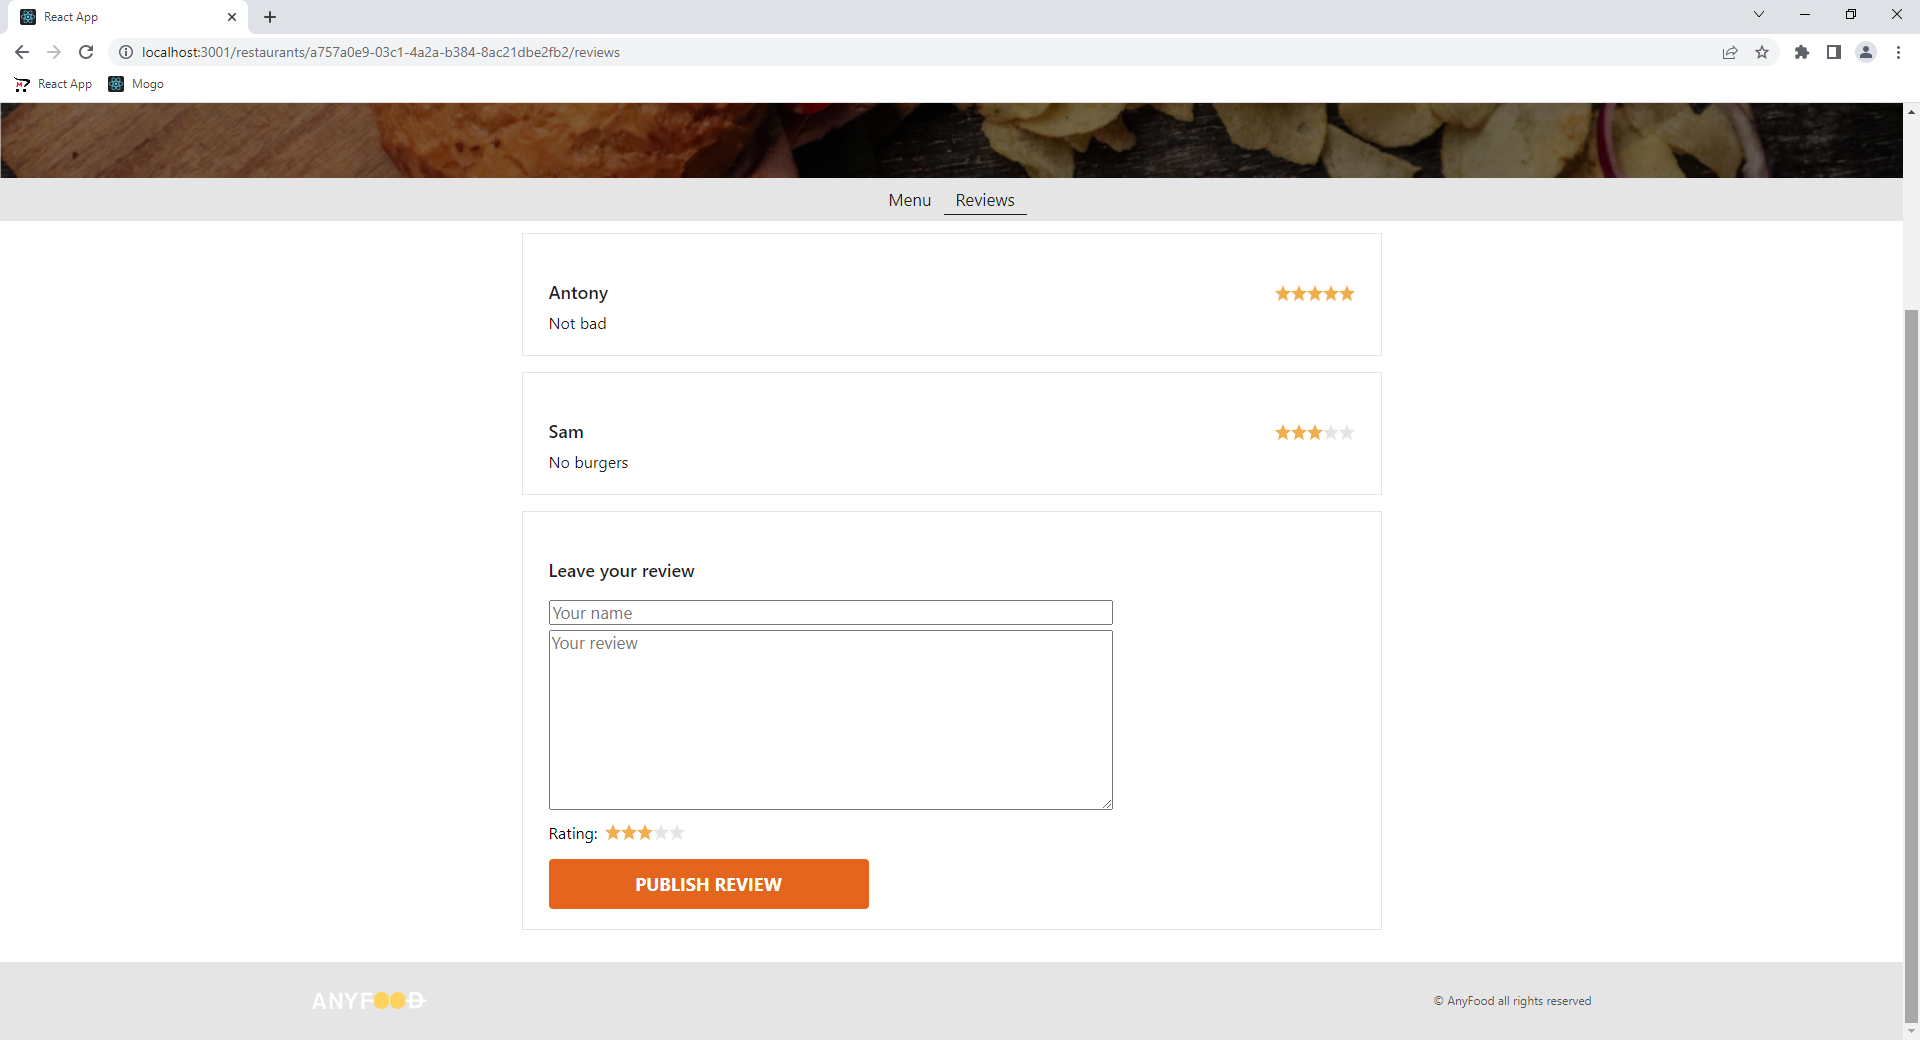 React App
localhost:3001/restaurants/a757a0e9-03c1-4a2a-b384-8ac21dbe2fb2/reviews
React App
Mogo
Menu
Reviews
Antony
Not bad
Sam
No burgers
Leave your review
Your name
Your review
Rating:
PUBLISH REVIEW
ANYFOOD
© AnyFood all rights reserved